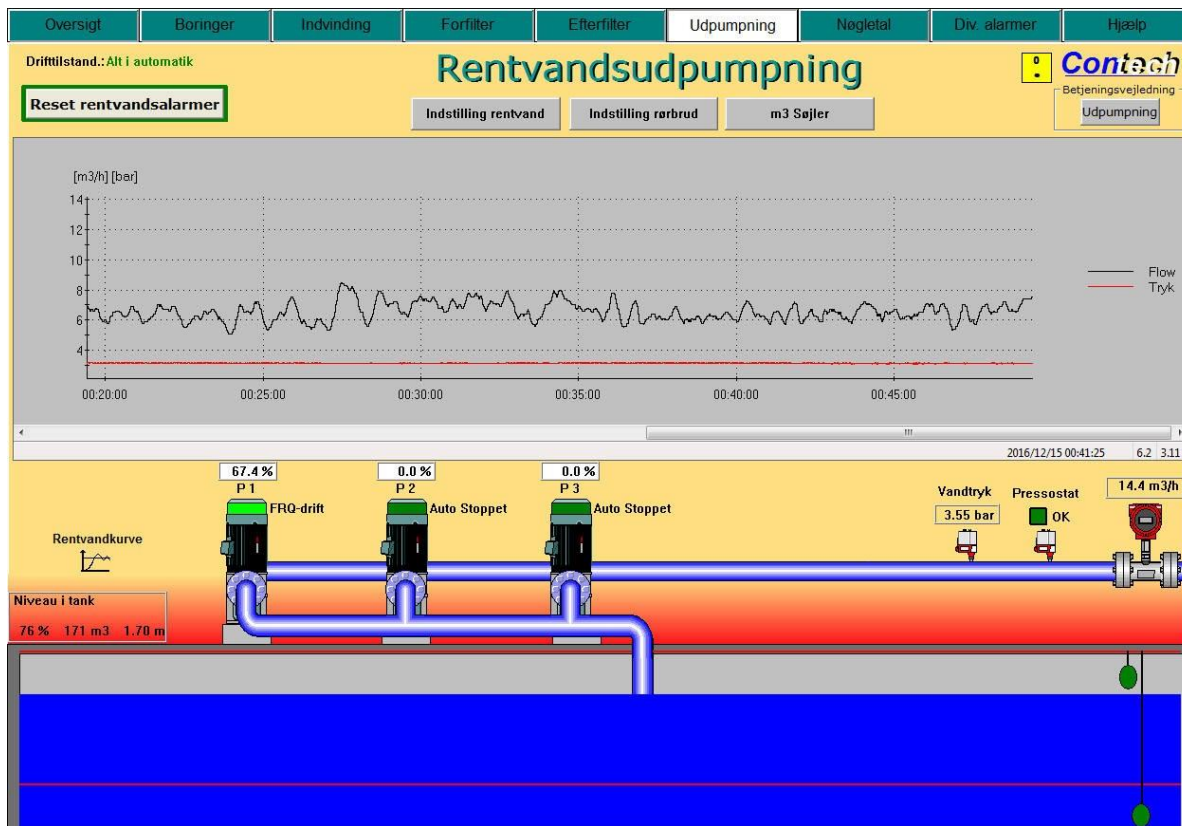 Oversigt Boringer Indvinding Forfilter Efterfilter Udpumpning Nøgletal Div. alarmer Hjælp
Drifttilstand.: Alt i automatik
Rentvandsudpumpning
0
Contech
Reset rentvandsalarmer
Indstilling rentvand Indstilling rørbrud m3 Søjler
Betjeningsvejledning
Udpumpning
[m3/h] [bar]
14
12
10
8
6
4
Flow
Tryk
00:20:00 00:25:00 00:30:00 00:35:00 00:40:00 00:45:00
2016/12/15 00:41:25 6.2 3.11
67.4 % 0.0 % 0.0 %
P 1 P 2 P 3
FRQ-drift Auto Stoppet Auto Stoppet
Vandtryk Pressostat 14.4 m3/h
3.55 bar OK
Rentvandkurve
Niveau i tank
76 % 171 m3 1.70 m